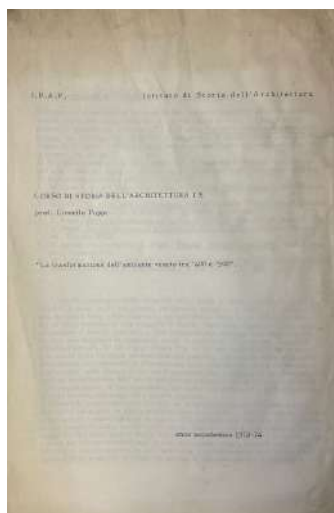 I.U.A.V. Istituto di Storia dell'Architettura
CORSO DI STORIA DELL'ARCHITETTURA
prof. Lionello Puppi
"La trasformazione dell'ambiente veneto tra '400 e '500".
anno accademico 1973-74